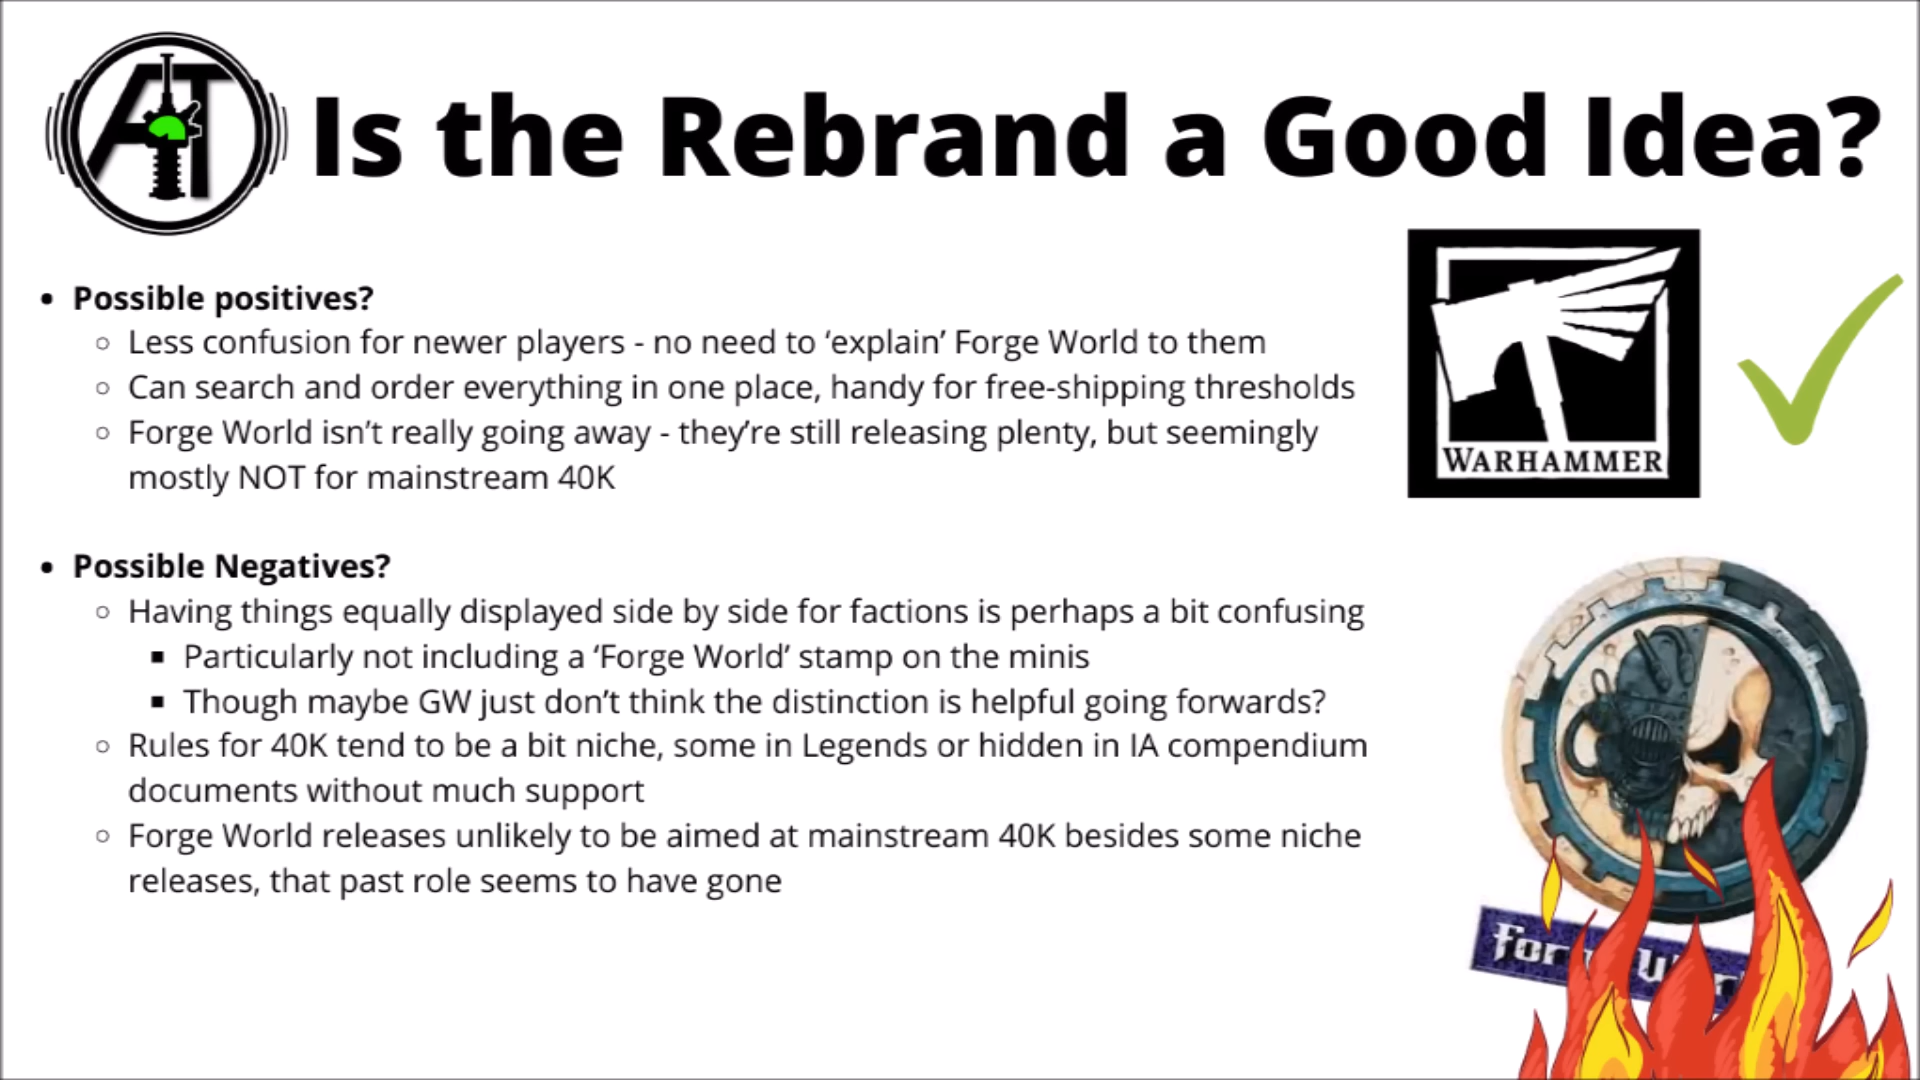 AT
Is the Rebrand a Good Idea?
• Possible positives?
○ Less confusion for newer players - no need to ‘explain’ Forge World to them
○ Can search and order everything in one place, handy for free-shipping thresholds
○ Forge World isn’t really going away - they’re still releasing plenty, but seemingly
mostly NOT for mainstream 40K
WARHAMMER
• Possible Negatives?
○ Having things equally displayed side by side for factions is perhaps a bit confusing
▪ Particularly not including a ‘Forge World’ stamp on the minis
▪ Though maybe GW just don’t think the distinction is helpful going forwards?
○ Rules for 40K tend to be a bit niche, some in Legends or hidden in IA compendium
documents without much support
○ Forge World releases unlikely to be aimed at mainstream 40K besides some niche
releases, that past role seems to have gone